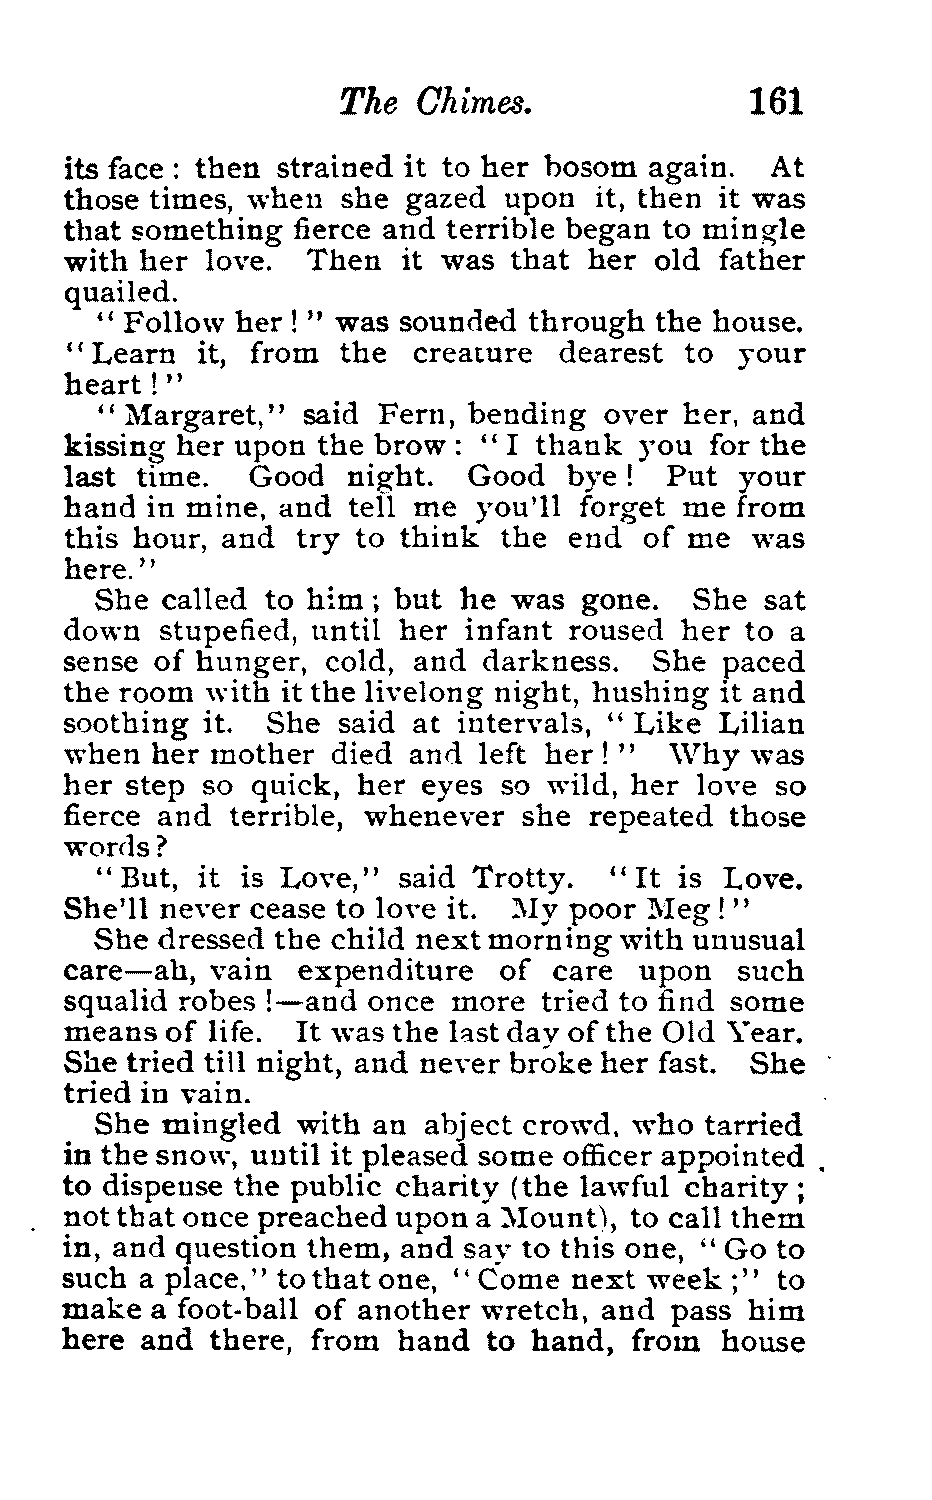 The Chimes. 161
its face : then strained it to her bosom again. At
those times, when she gazed upon it, then it was
that something fierce and terrible began to mingle
with her love. Then it was that her old father
quailed.
"Follow her!" was sounded through the house.
"Learn it, from the creature dearest to your
heart!"
"Margaret," said Fern, bending over her, and
kissing her upon the brow: "I thank you for the
last time. Good night. Good bye! Put your
hand in mine, and tell me you'll forget me from
this hour, and try to think the end of me was
here."
She called to him; but he was gone. She sat
down stupefied, until her infant roused her to a
sense of hunger, cold, and darkness. She paced
the room with it the livelong night, hushing it and
soothing it. She said at intervals, "Like Lilian
when her mother died and left her!" Why was
her step so quick, her eyes so wild, her love so
fierce and terrible, whenever she repeated those
words?
"But, it is Love," said Trotty. "It is Love.
She'll never cease to love it. My poor Meg!"
She dressed the child next morning with unusual
care—ah, vain expenditure of care upon such
squalid robes!—and once more tried to find some
means of life. It was the last day of the Old Year.
She tried till night, and never broke her fast. She
tried in vain.
She mingled with an abject crowd, who tarried
in the snow, until it pleased some officer appointed
to dispense the public charity (the lawful charity;
not that once preached upon a Mount), to call them
in, and question them, and say to this one, "Go to
such a place," to that one, "Come next week;" to
make a foot-ball of another wretch, and pass him
here and there, from hand to hand, from house